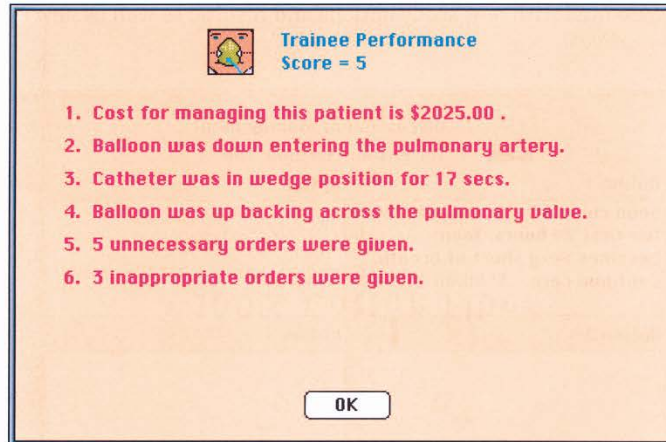 Trainee Performance
Score = 5
1. Cost for managing this patient is $2025.00 .
2. Balloon was down entering the pulmonary artery.
3. Catheter was in wedge position for 17 secs.
4. Balloon was up backing across the pulmonary valve.
5. 5 unnecessary orders were given.
6. 3 inappropriate orders were given.
OK